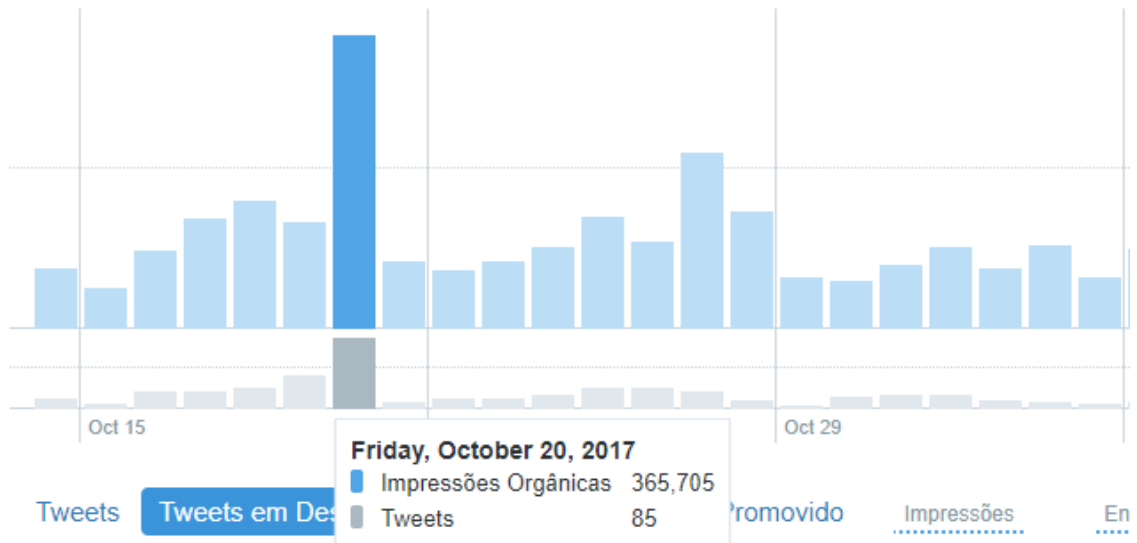 Oct 15
Oct 29
Friday, October 20, 2017
Impressões Orgânicas 365,705
Tweets 85
Tweets Tweets em Des Promovido Impressões En